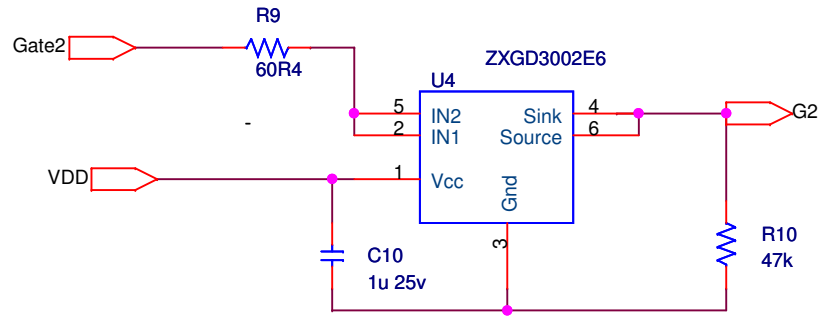 R9
Gate2
60R4
ZXGD3002E6
U4
5 IN2 Sink 4
2 IN1 Source 6
G2
VDD
1 Vcc
Gnd
3
C10
1u 25v
R10
47k